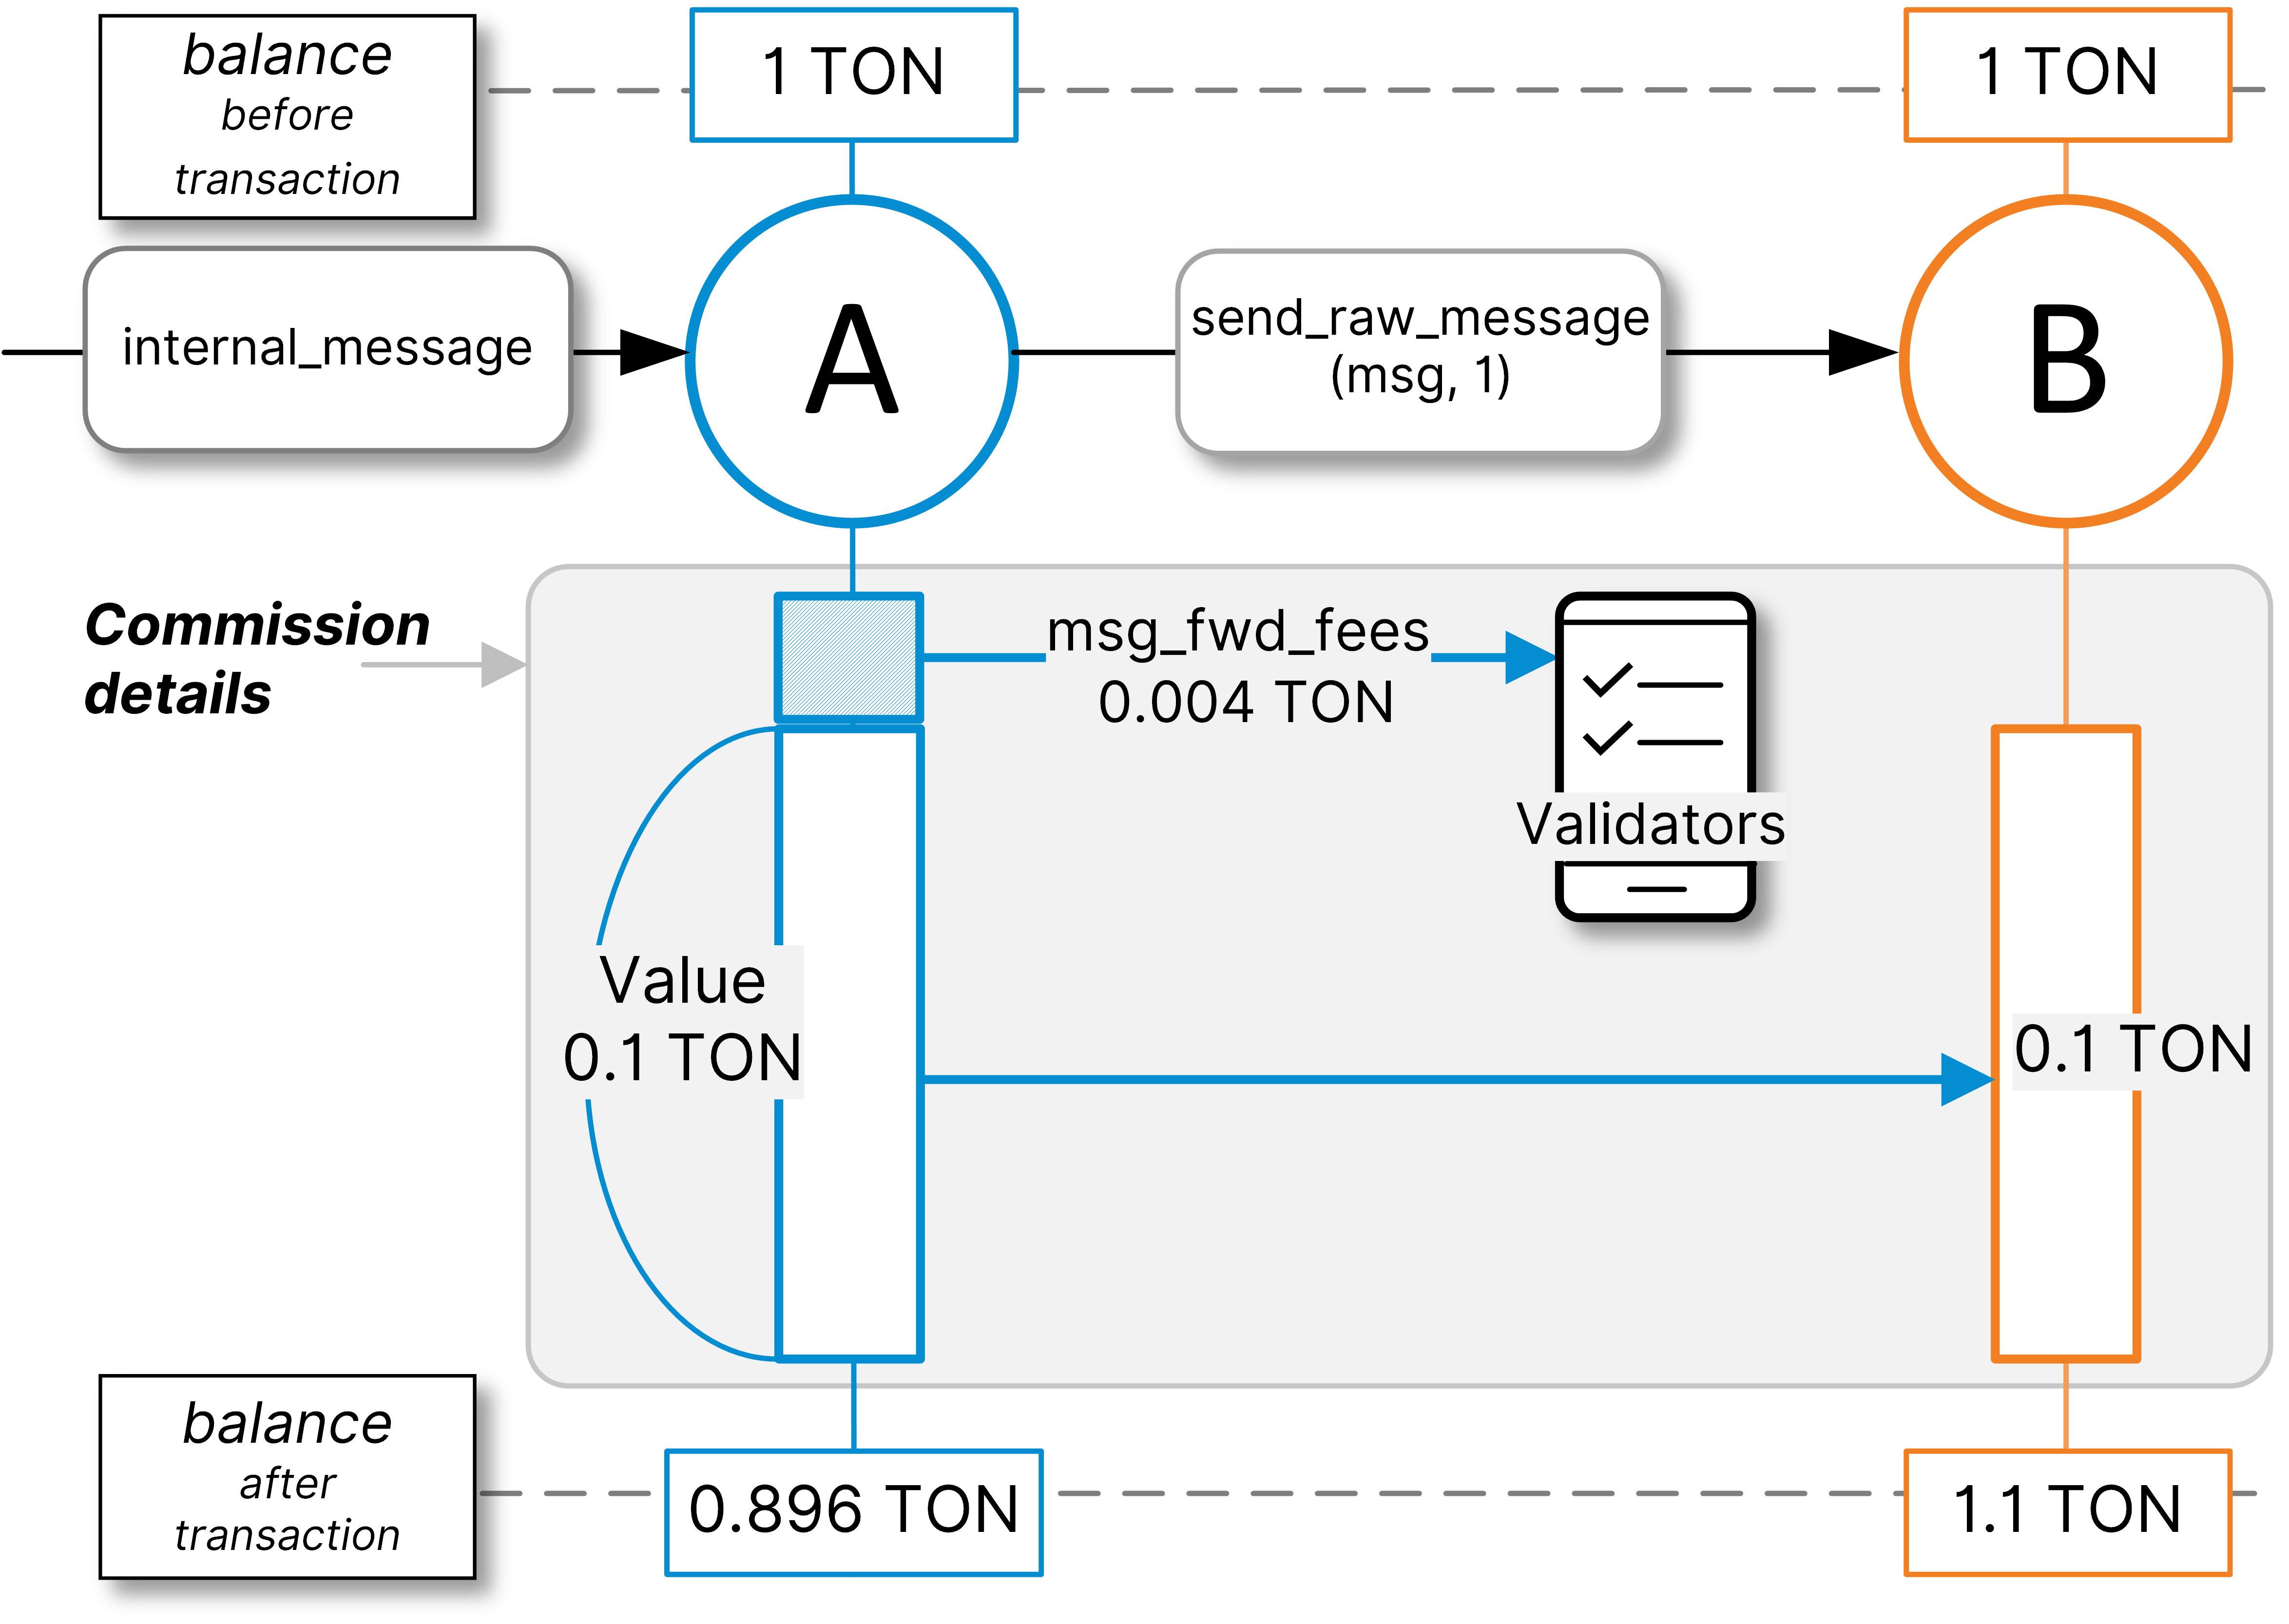 balance
before
transaction
1 TON
1 TON
internal_message
A
send_raw_message
(msg, 1)
B
Commission
details
msg_fwd_fees
0.004 TON
Validators
Value
0.1 TON
0.1 TON
balance
after
transaction
0.896 TON
1.1 TON